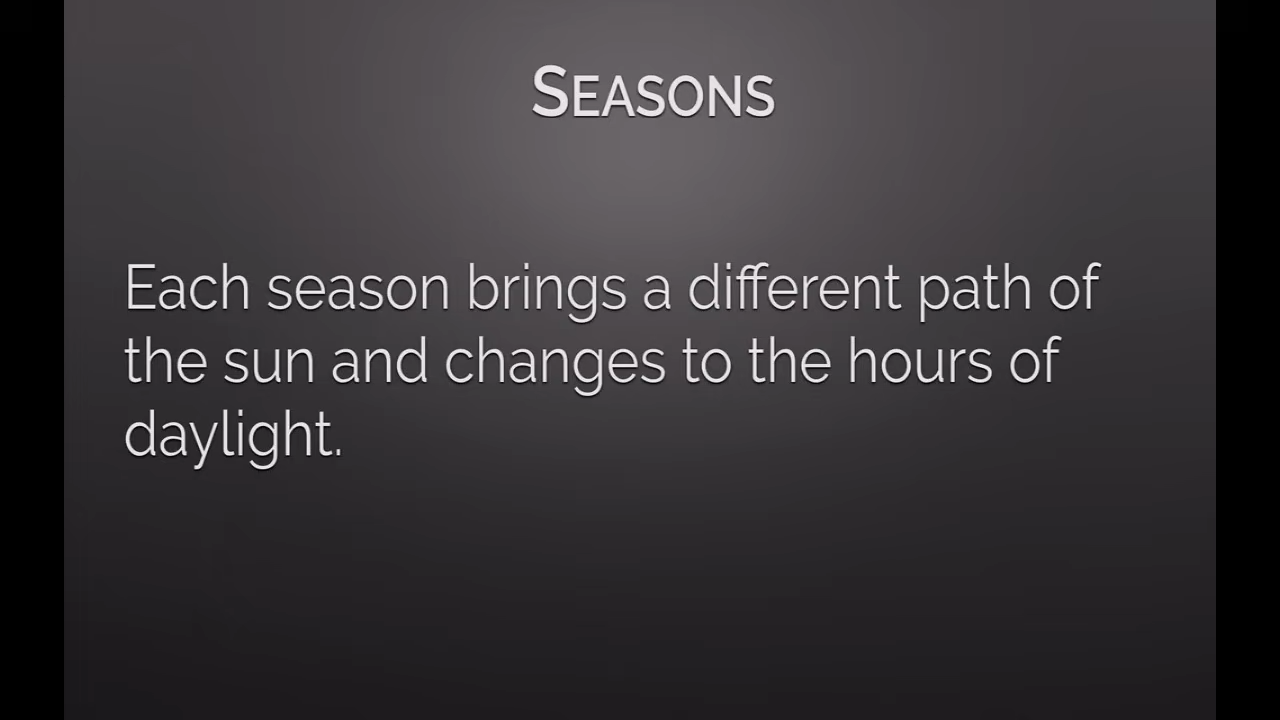 SEASONS
Each season brings a different path of
the sun and changes to the hours of
daylight.